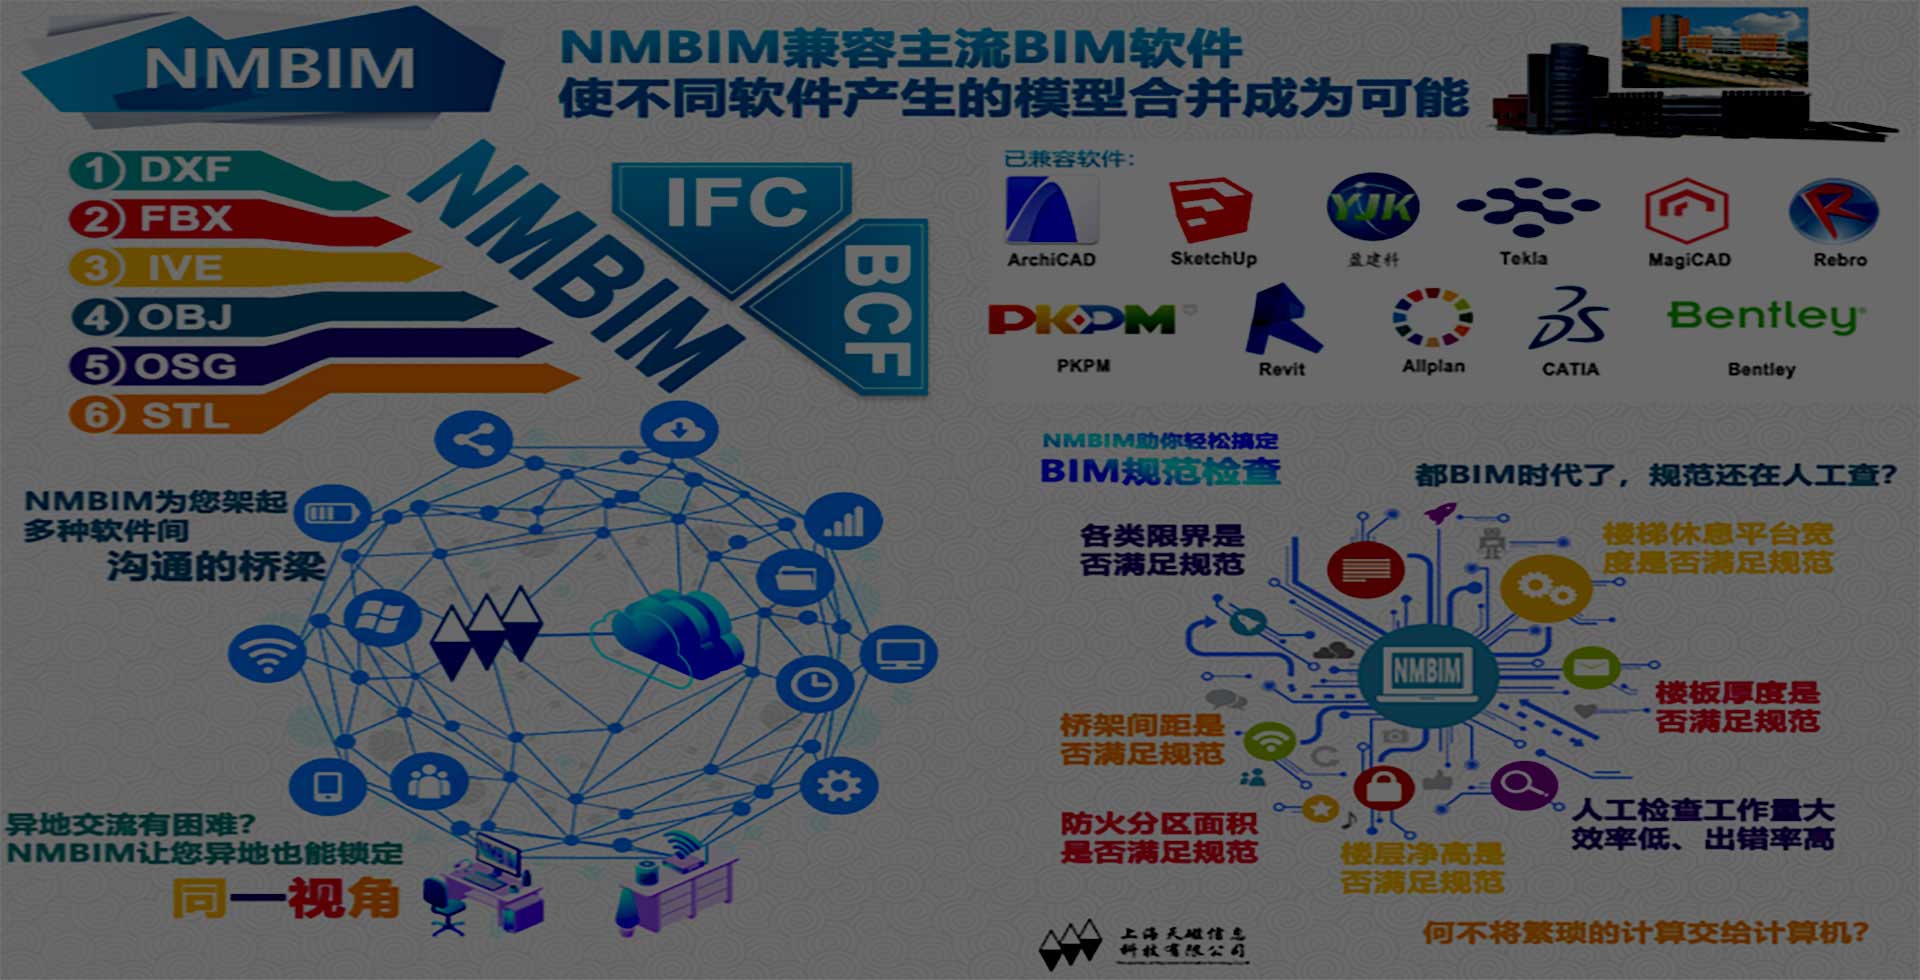 NMBIM
NMBIM兼容主流BIM软件
使不同软件产生的模型合并成为可能
1 DXF
2 FBX
3 IVE
4 OBJ
5 OSG
6 STL
NMBIM
IFC
BCF
已兼容软件:
YJK
R
ArchiCAD
SketchUp
盈建科
Tekla
MagiCAD
Rebro
PKPM
Bentley
PKPM
Revit
Allplan
CATIA
Bentley
NMBIM为您架起
多种软件间
沟通的桥梁
异地交流有困难?
NMBIM让您异地也能锁定
同一视角
NMBIM
NMBIM助你轻松搞定
BIM规范检查
都BIM时代了，规范还在人工查?
各类限界是
否满足规范
楼梯休息平台宽
度是否满足规范
NMBIM
桥架间距是
否满足规范
楼板厚度是
否满足规范
防火分区面积
是否满足规范
楼层净高是
否满足规范
人工检查工作量大
效率低、出错率高
何不将繁琐的计算交给计算机?
上海天磁信息
科技有限公司